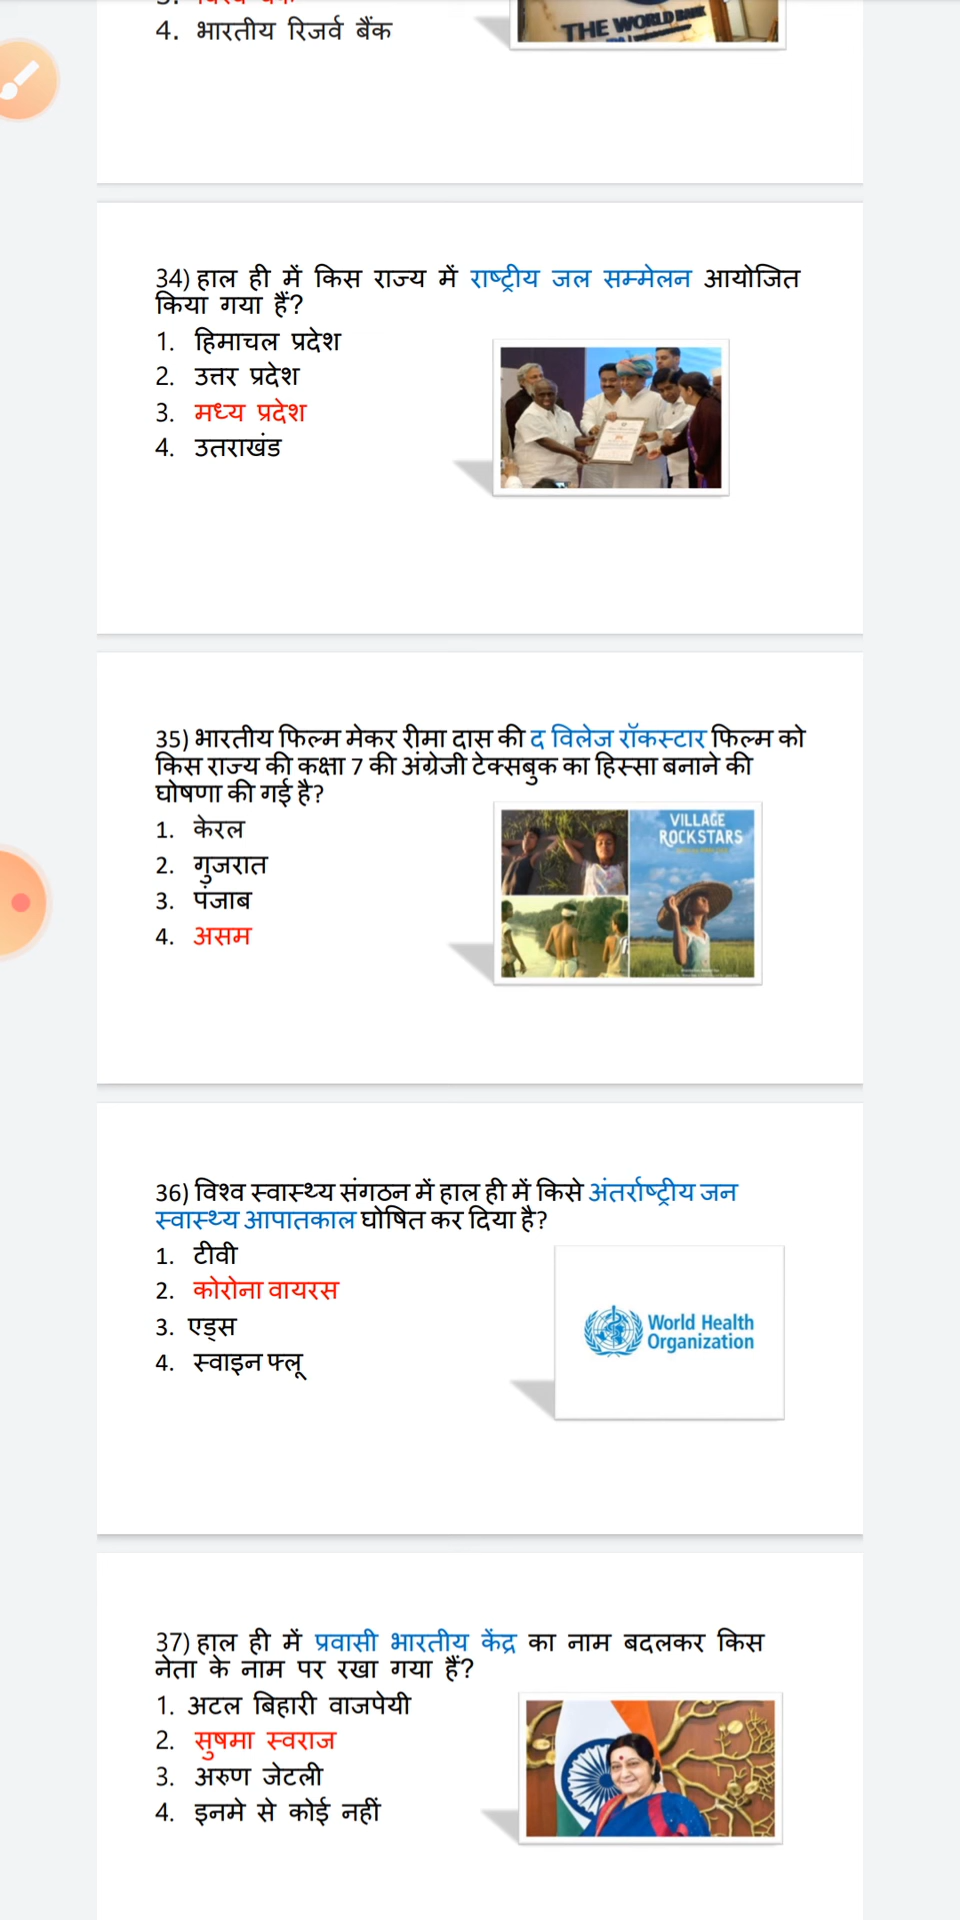 4. भारतीय रिजर्व बैंक
THE WORLD BANK
34) हाल ही में किस राज्य में राष्ट्रीय जल सम्मेलन आयोजित
किया गया हैं?
1. हिमाचल प्रदेश
2. उत्तर प्रदेश
3. मध्य प्रदेश
4. उतराखंड
35) भारतीय फिल्म मेकर रीमा दास की द विलेज रॉकस्टार फिल्म को
किस राज्य की कक्षा 7 की अंग्रेजी टेक्सबुक का हिस्सा बनाने की
घोषणा की गई है?
1. केरल
2. गुजरात
3. पंजाब
4. असम
VILLAGE
ROCKSTARS
36) विश्व स्वास्थ्य संगठन में हाल ही में किसे अंतर्राष्ट्रीय जन
स्वास्थ्य आपातकाल घोषित कर दिया है?
1. टीवी
2. कोरोना वायरस
3. एड्स
4. स्वाइन फ्लू
World Health
Organization
37) हाल ही में प्रवासी भारतीय केंद्र का नाम बदलकर किस
नेता के नाम पर रखा गया हैं?
1. अटल बिहारी वाजपेयी
2. सुषमा स्वराज
3. अरुण जेटली
4. इनमे से कोई नहीं